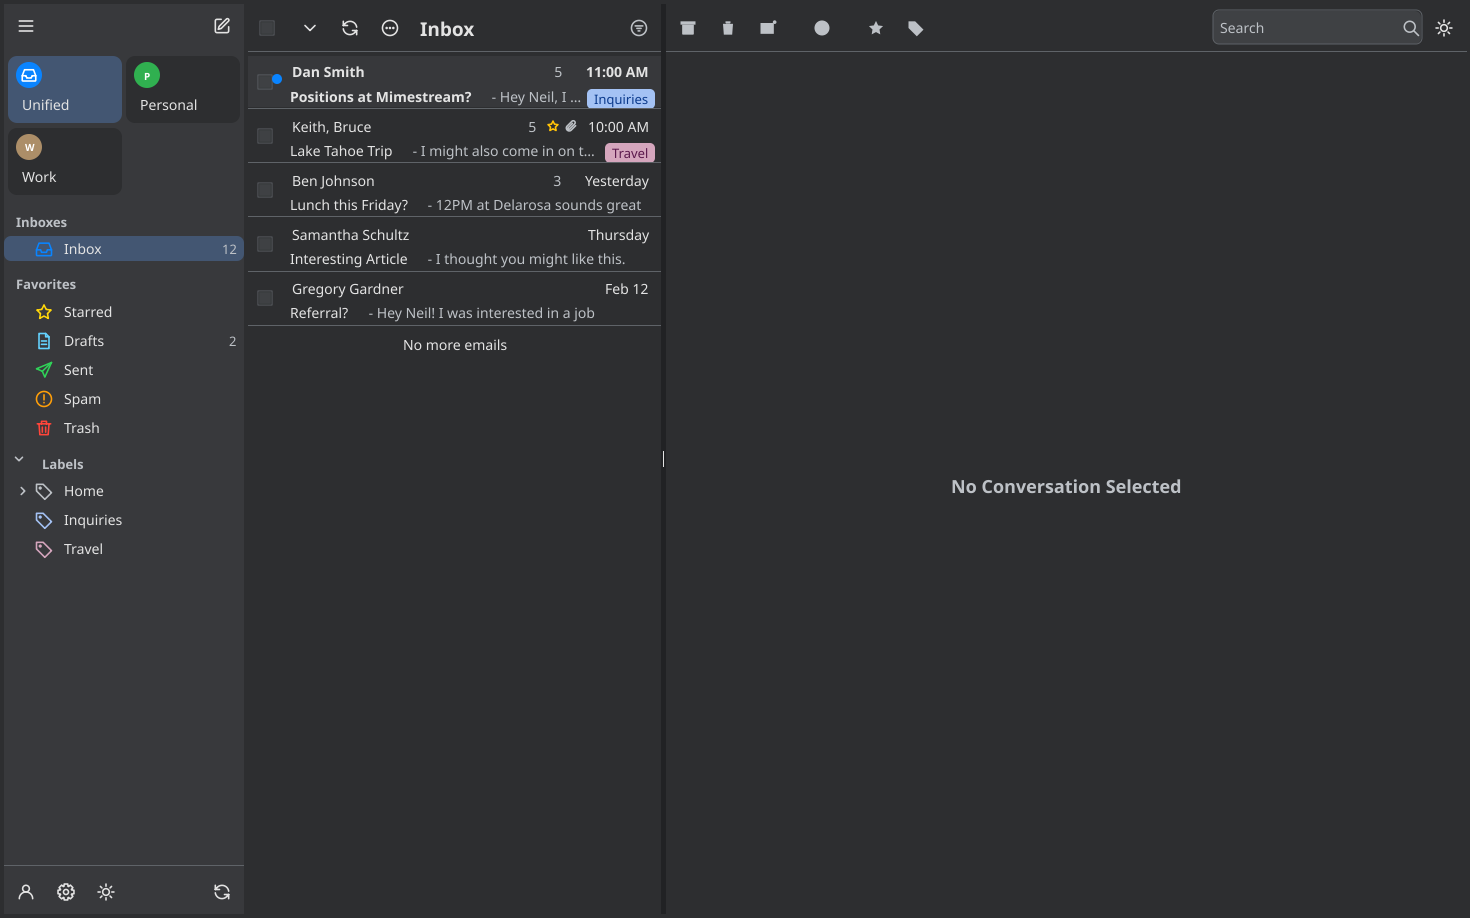 Inbox
Search
Unified
P
Personal
W
Work
Inboxes
Inbox 12
Favorites
Starred
Drafts 2
Sent
Spam
Trash
Labels
Home
Inquiries
Travel
Dan Smith 5 11:00 AM
Positions at Mimestream? - Hey Neil, I ... Inquiries
Keith, Bruce 5 10:00 AM
Lake Tahoe Trip - I might also come in on t... Travel
Ben Johnson 3 Yesterday
Lunch this Friday? - 12PM at Delarosa sounds great
Samantha Schultz Thursday
Interesting Article - I thought you might like this.
Gregory Gardner Feb 12
Referral? - Hey Neil! I was interested in a job
No more emails
No Conversation Selected